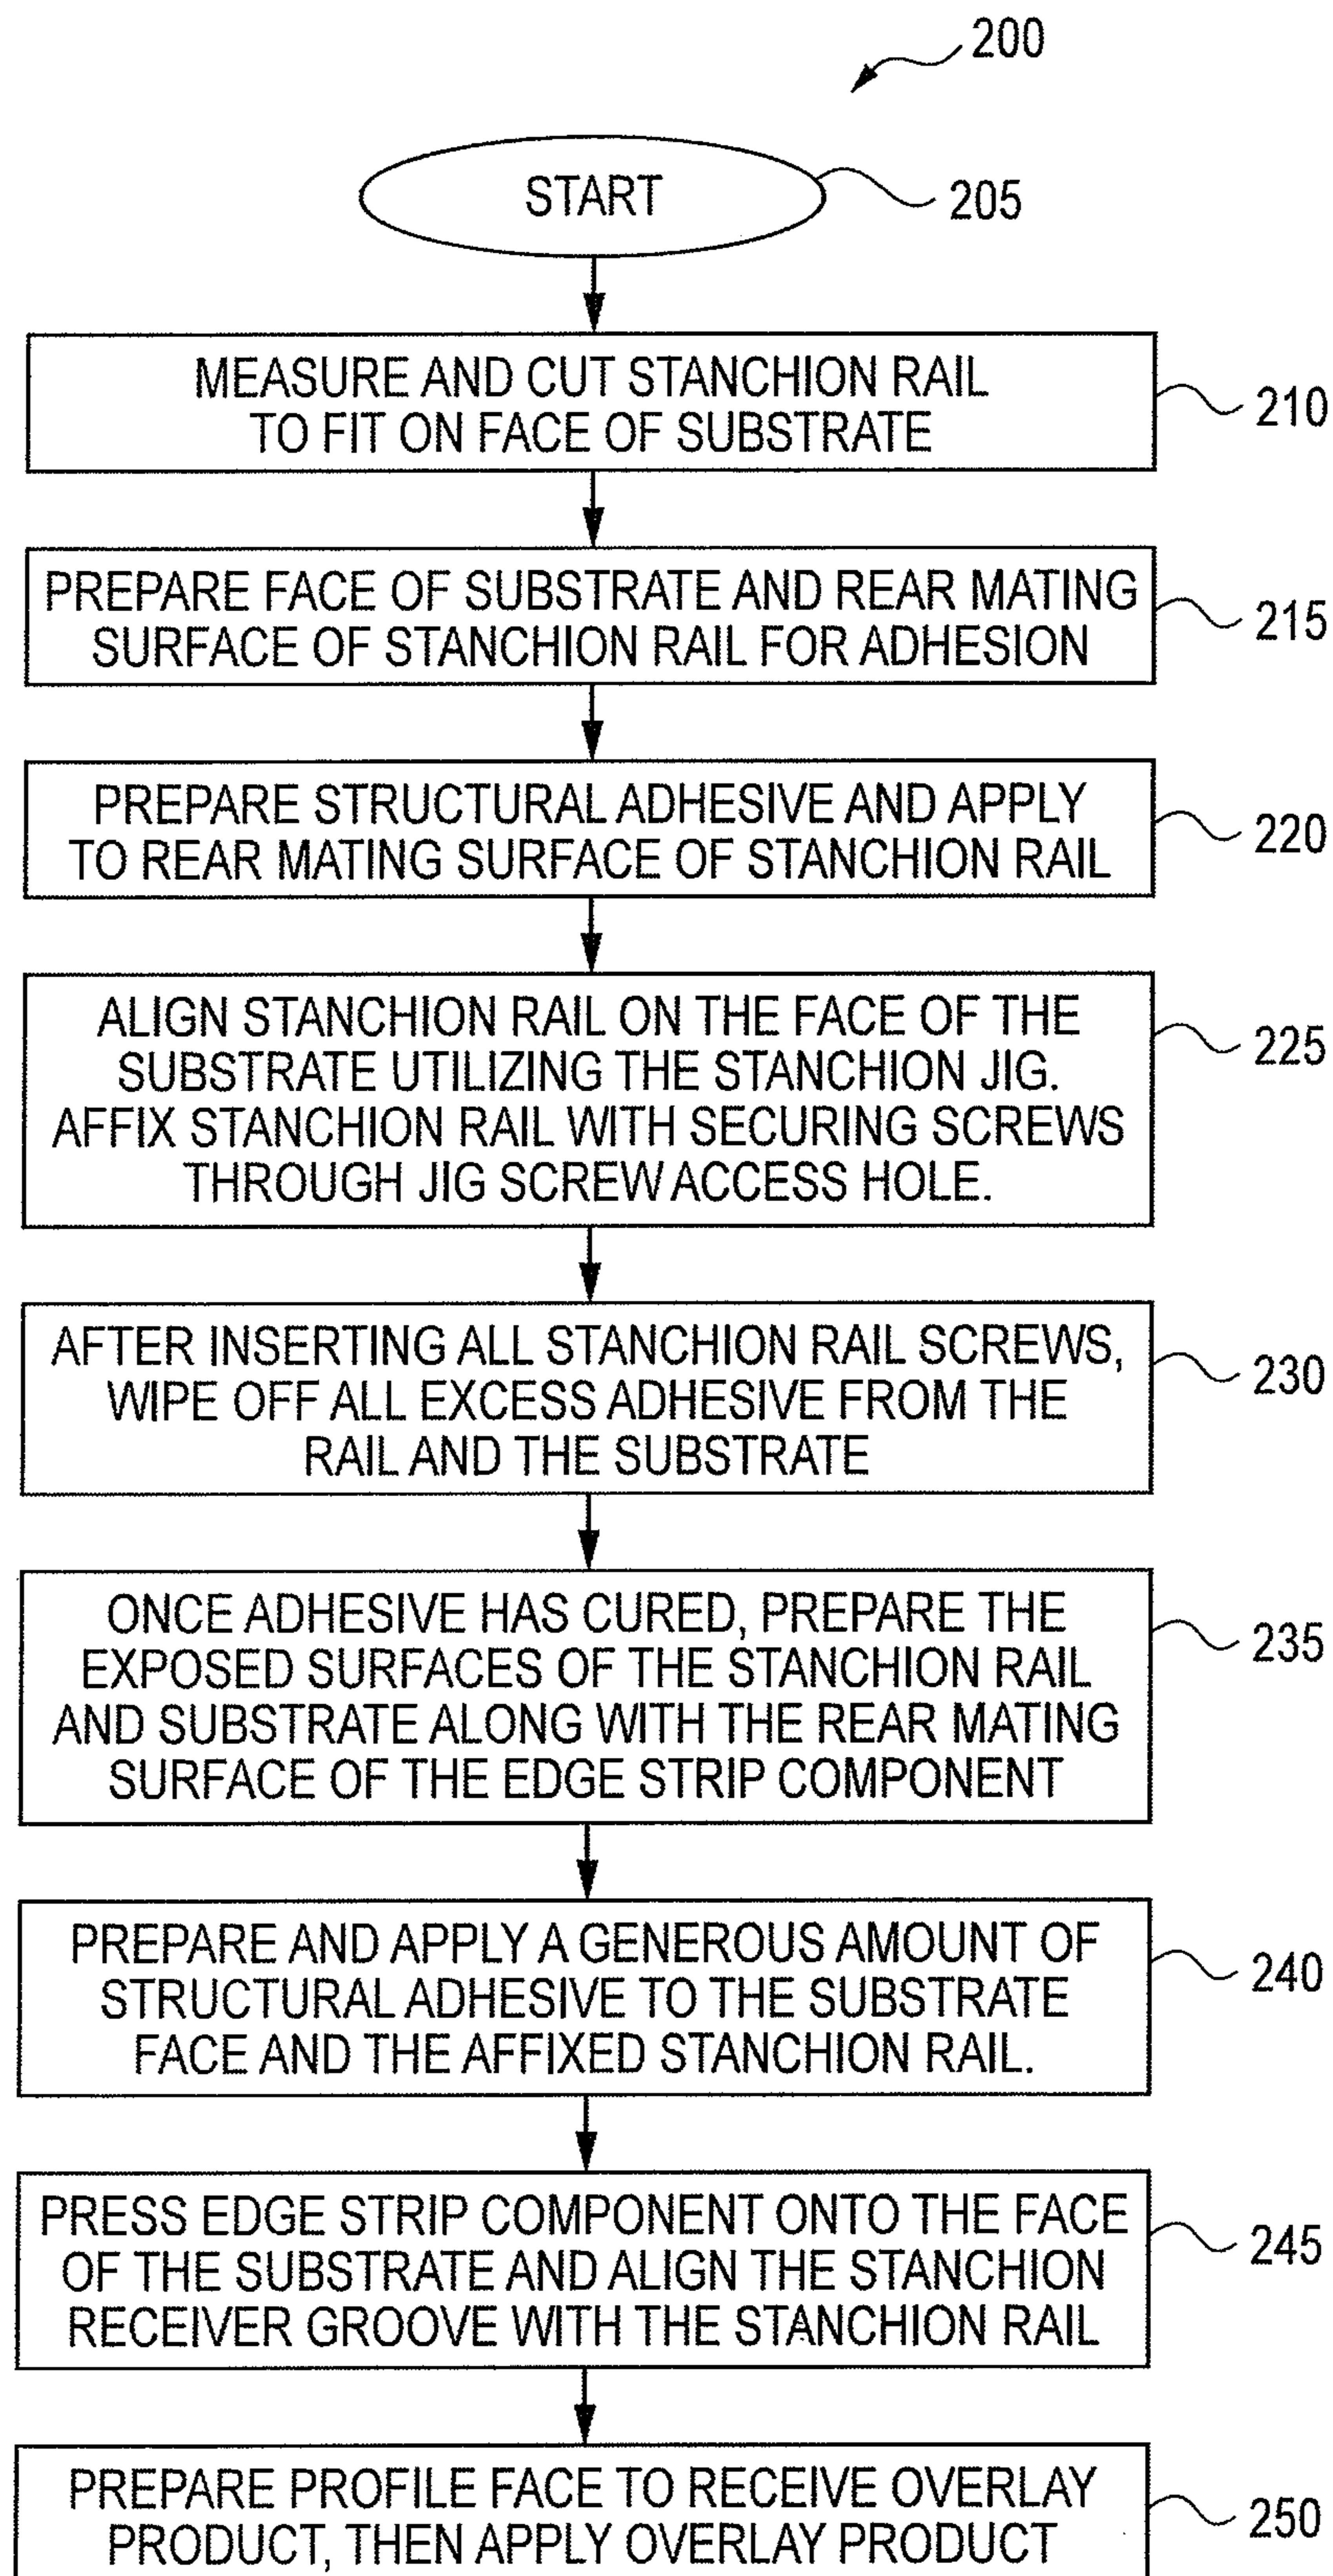 200
START
205
MEASURE AND CUT STANCHION RAIL
TO FIT ON FACE OF SUBSTRATE
210
PREPARE FACE OF SUBSTRATE AND REAR MATING
SURFACE OF STANCHION RAIL FOR ADHESION
215
PREPARE STRUCTURAL ADHESIVE AND APPLY
TO REAR MATING SURFACE OF STANCHION RAIL
220
ALIGN STANCHION RAIL ON THE FACE OF THE
SUBSTRATE UTILIZING THE STANCHION JIG.
AFFIX STANCHION RAIL WITH SECURING SCREWS
THROUGH JIG SCREW ACCESS HOLE.
225
AFTER INSERTING ALL STANCHION RAIL SCREWS,
WIPE OFF ALL EXCESS ADHESIVE FROM THE
RAIL AND THE SUBSTRATE
230
ONCE ADHESIVE HAS CURED, PREPARE THE
EXPOSED SURFACES OF THE STANCHION RAIL
AND SUBSTRATE ALONG WITH THE REAR MATING
SURFACE OF THE EDGE STRIP COMPONENT
235
PREPARE AND APPLY A GENEROUS AMOUNT OF
STRUCTURAL ADHESIVE TO THE SUBSTRATE
FACE AND THE AFFIXED STANCHION RAIL.
240
PRESS EDGE STRIP COMPONENT ONTO THE FACE
OF THE SUBSTRATE AND ALIGN THE STANCHION
RECEIVER GROOVE WITH THE STANCHION RAIL
245
PREPARE PROFILE FACE TO RECEIVE OVERLAY
PRODUCT, THEN APPLY OVERLAY PRODUCT
250